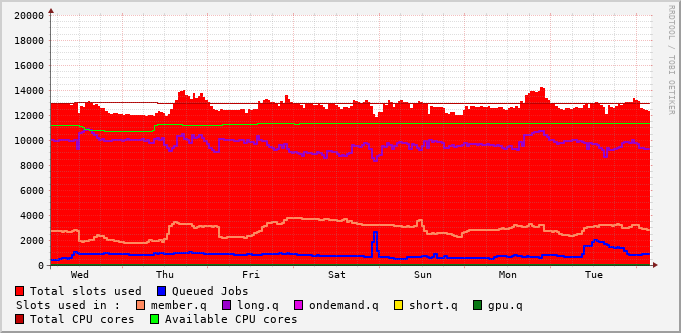 20000
18000
16000
14000
12000
10000
8000
6000
4000
2000
0
Wed Thu Fri Sat Sun Mon Tue
RRDTOOL / TOBI OETIKER
Total slots used Queued Jobs
Slots used in : member.q long.q ondemand.q short.q gpu.q
Total CPU cores Available CPU cores